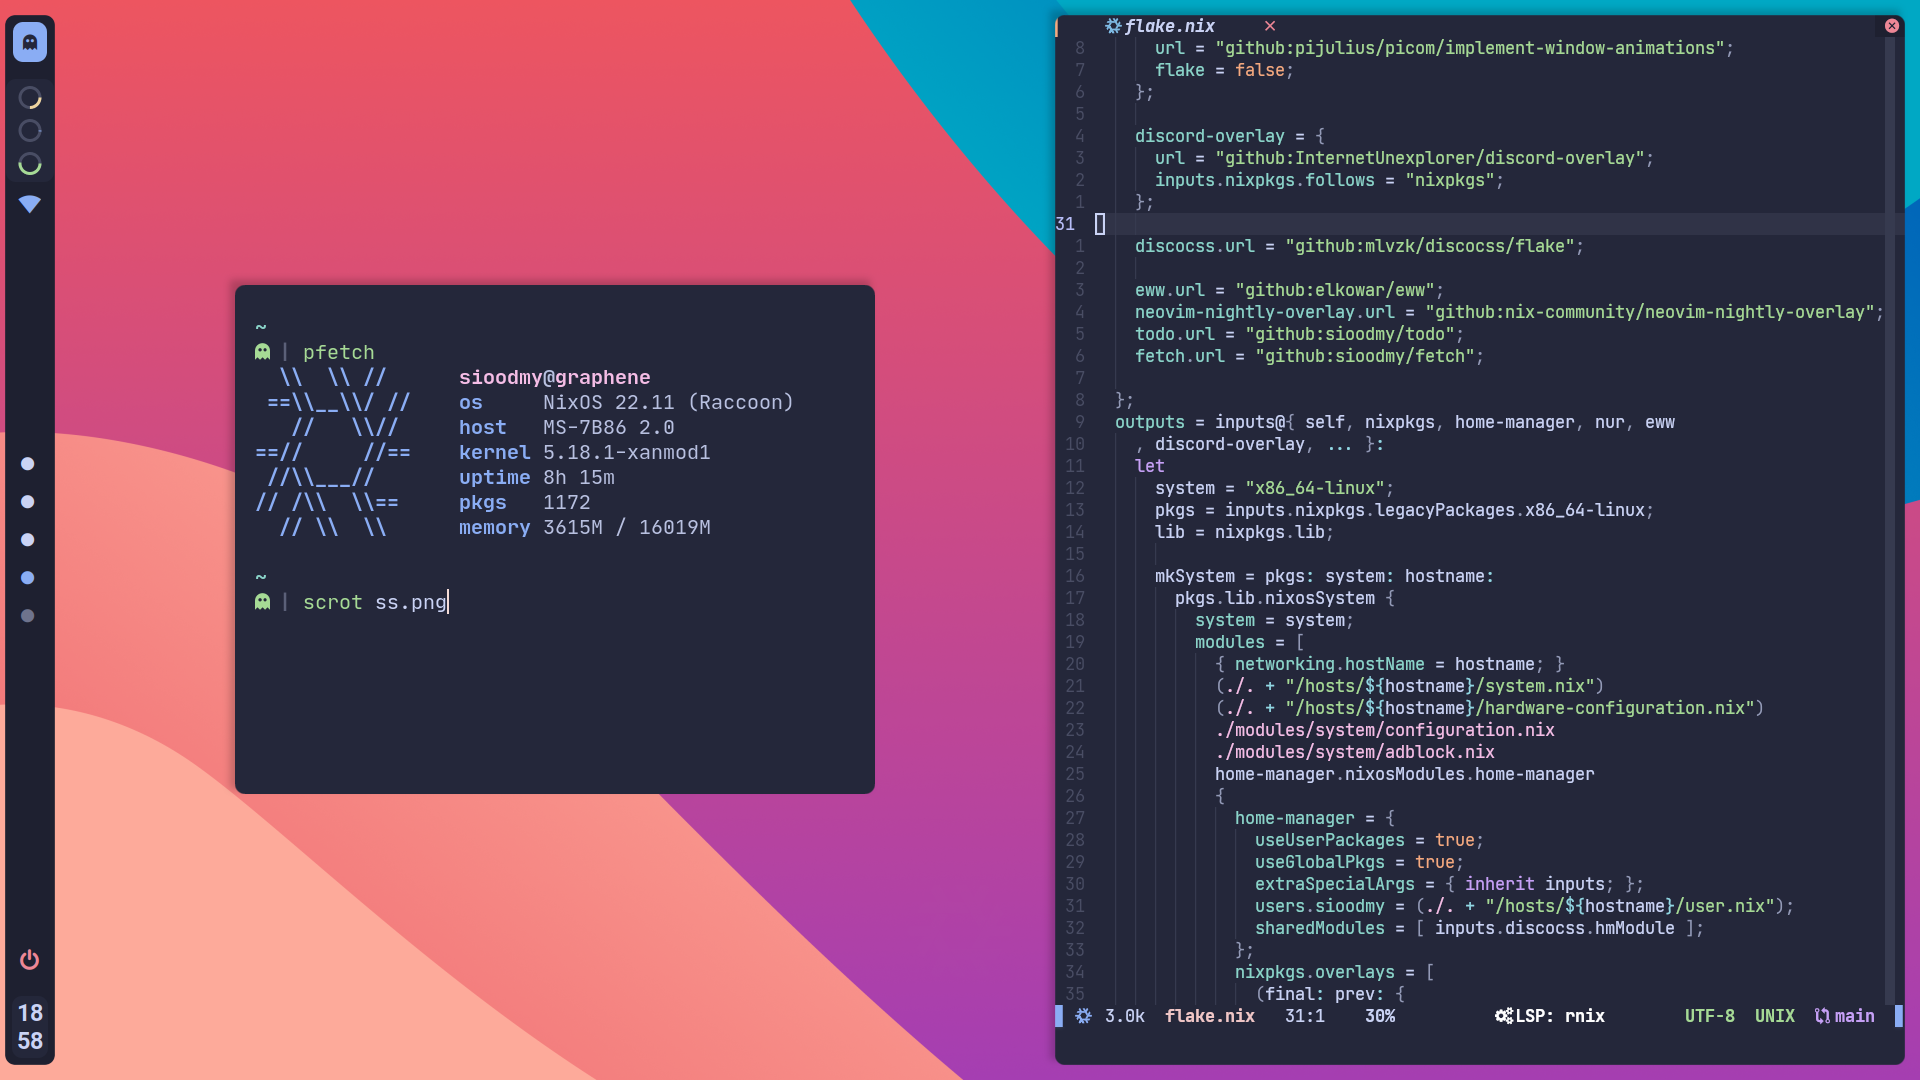 18
58
~
| pfetch
  \\  \\ //
 ==\\__\\/ //
   //   \\//
==//     //==
 //\\___//
// /\\  \\==
  // \\  \\
sioodmy@graphene
os NixOS 22.11 (Raccoon)
host MS-7B86 2.0
kernel 5.18.1-xanmod1
uptime 8h 15m
pkgs 1172
memory 3615M / 16019M
~
| scrot ss.png
flake.nix ×
8 url = "github:pijulius/picom/implement-window-animations";
7 flake = false;
6 };
5
4 discord-overlay = {
3 url = "github:InternetUnexplorer/discord-overlay";
2 inputs.nixpkgs.follows = "nixpkgs";
1 };
31
1 discocss.url = "github:mlvzk/discocss/flake";
2
3 eww.url = "github:elkowar/eww";
4 neovim-nightly-overlay.url = "github:nix-community/neovim-nightly-overlay";
5 todo.url = "github:sioodmy/todo";
6 fetch.url = "github:sioodmy/fetch";
7
8 };
9 outputs = inputs@{ self, nixpkgs, home-manager, nur, eww
10 , discord-overlay, ... }:
11 let
12 system = "x86_64-linux";
13 pkgs = inputs.nixpkgs.legacyPackages.x86_64-linux;
14 lib = nixpkgs.lib;
15
16 mkSystem = pkgs: system: hostname:
17 pkgs.lib.nixosSystem {
18 system = system;
19 modules = [
20 { networking.hostName = hostname; }
21 (./. + "/hosts/${hostname}/system.nix")
22 (./. + "/hosts/${hostname}/hardware-configuration.nix")
23 ./modules/system/configuration.nix
24 ./modules/system/adblock.nix
25 home-manager.nixosModules.home-manager
26 {
27 home-manager = {
28 useUserPackages = true;
29 useGlobalPkgs = true;
30 extraSpecialArgs = { inherit inputs; };
31 users.sioodmy = (./. + "/hosts/${hostname}/user.nix");
32 sharedModules = [ inputs.discocss.hmModule ];
33 };
34 nixpkgs.overlays = [
35 (final: prev: {
3.0k flake.nix 31:1 30% LSP: rnix UTF-8 UNIX main